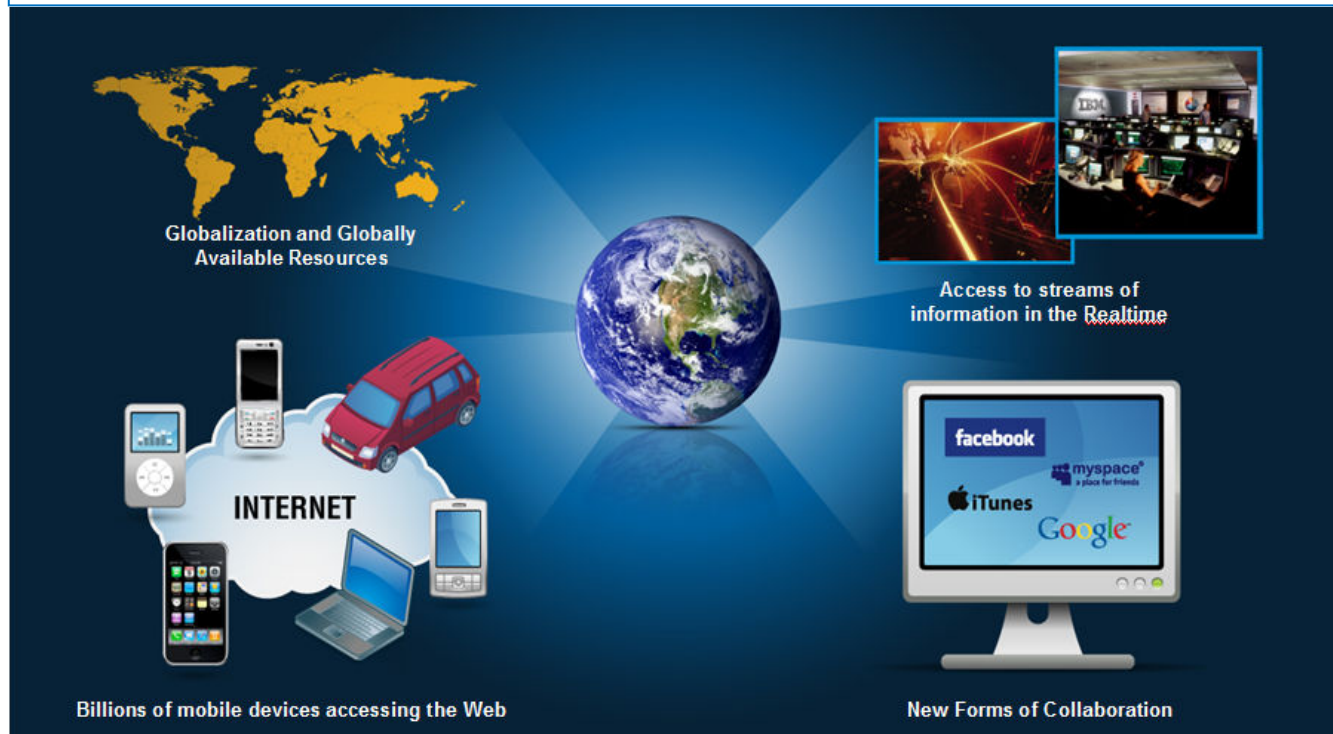 Globalization and Globally
Available Resources
IBM
Access to streams of
information in the Realtime
INTERNET
facebook
myspace
a place for friends
iTunes
Google
Billions of mobile devices accessing the Web
New Forms of Collaboration